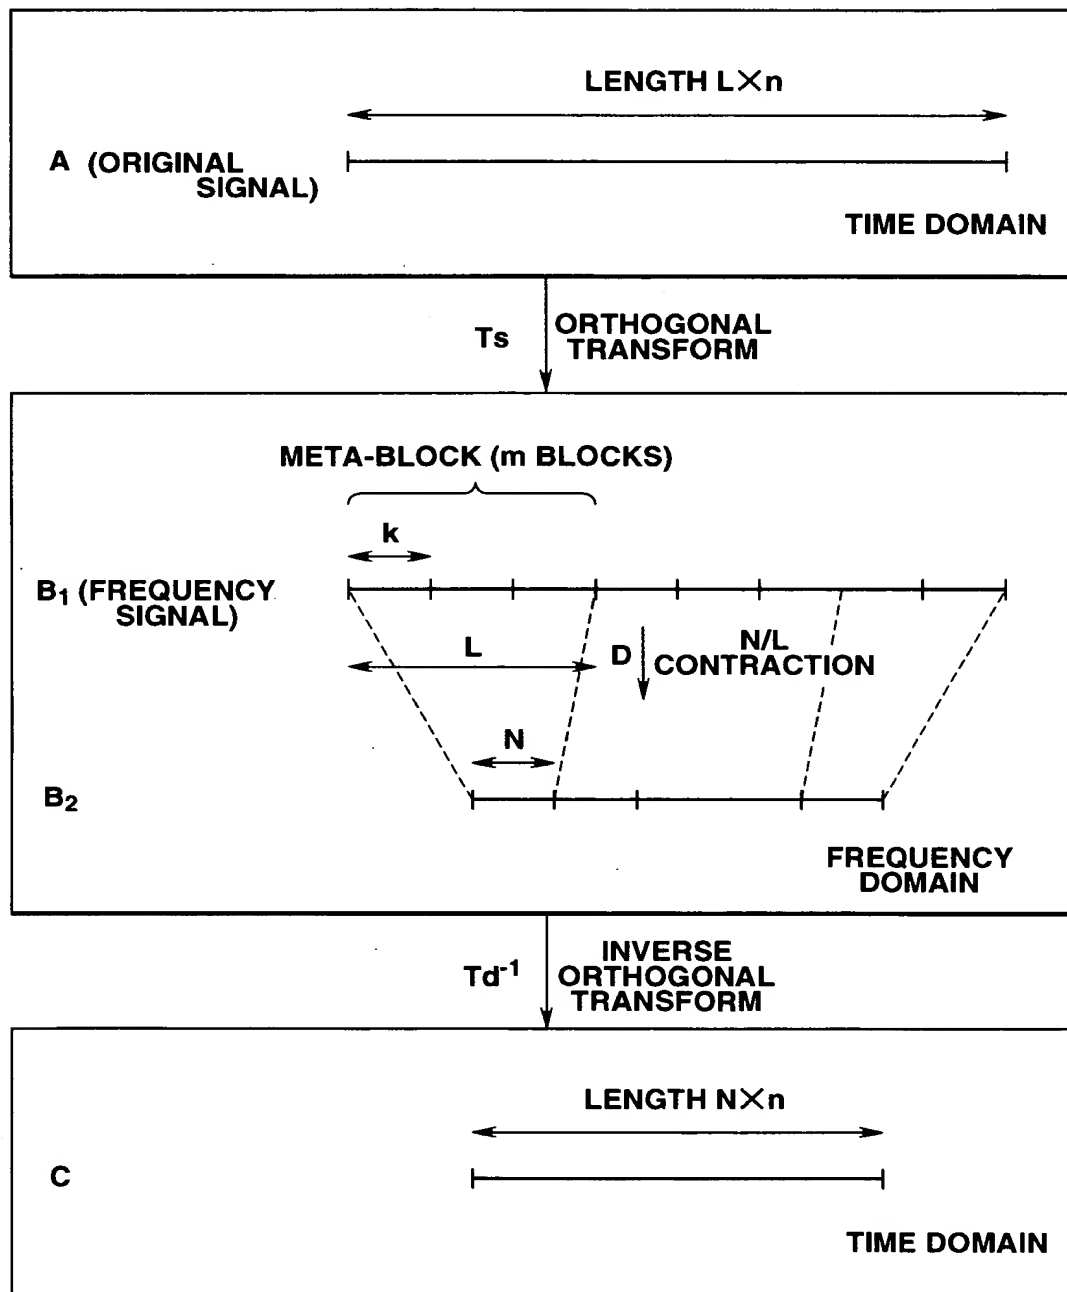 LENGTH L×n
A (ORIGINAL
SIGNAL)
TIME DOMAIN
Ts
ORTHOGONAL
TRANSFORM
META-BLOCK (m BLOCKS)
k
B₁ (FREQUENCY
SIGNAL)
L
D
N/L
CONTRACTION
N
B₂
FREQUENCY
DOMAIN
Td⁻¹
INVERSE
ORTHOGONAL
TRANSFORM
LENGTH N×n
C
TIME DOMAIN